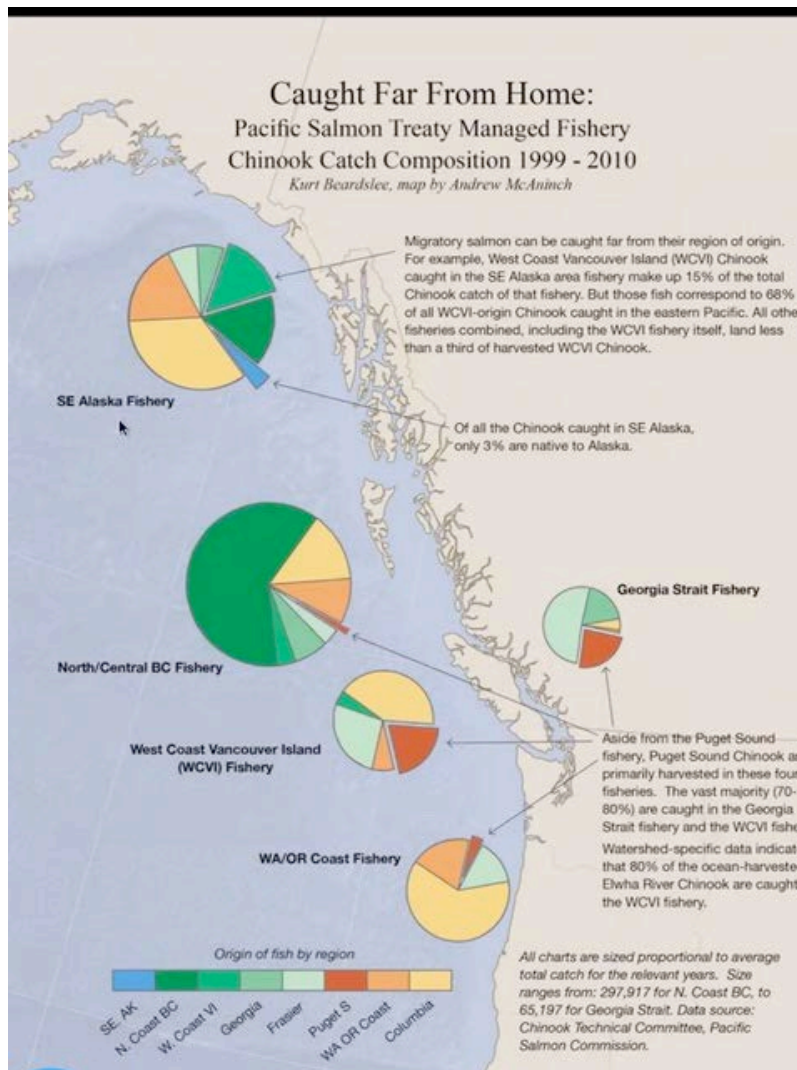 Caught Far From Home:
Pacific Salmon Treaty Managed Fishery
Chinook Catch Composition 1999 - 2010
Kurt Beardslee, map by Andrew McAninch
Migratory salmon can be caught far from their region of origin.
For example, West Coast Vancouver Island (WCVI) Chinook
caught in the SE Alaska area fishery make up 15% of the total
Chinook catch of that fishery. But those fish correspond to 68%
of all WCVI-origin Chinook caught in the eastern Pacific. All othe
fisheries combined, including the WCVI fishery itself, land less
than a third of harvested WCVI Chinook.
SE Alaska Fishery
Of all the Chinook caught in SE Alaska,
only 3% are native to Alaska.
Georgia Strait Fishery
North/Central BC Fishery
West Coast Vancouver Island
(WCVI) Fishery
Aside from the Puget Sound
fishery, Puget Sound Chinook a
primarily harvested in these four
fisheries. The vast majority (70-
80%) are caught in the Georgia
Strait fishery and the WCVI fishe
Watershed-specific data indicat
that 80% of the ocean-harveste
Elwha River Chinook are caught
the WCVI fishery.
WA/OR Coast Fishery
Origin of fish by region
SE. AK
N. Coast BC
W. Coast VI
Georgia
Frasier
Puget S
WA OR Coast
Columbia
All charts are sized proportional to average
total catch for the relevant years. Size
ranges from: 297,917 for N. Coast BC, to
65,197 for Georgia Strait. Data source:
Chinook Technical Committee, Pacific
Salmon Commission.